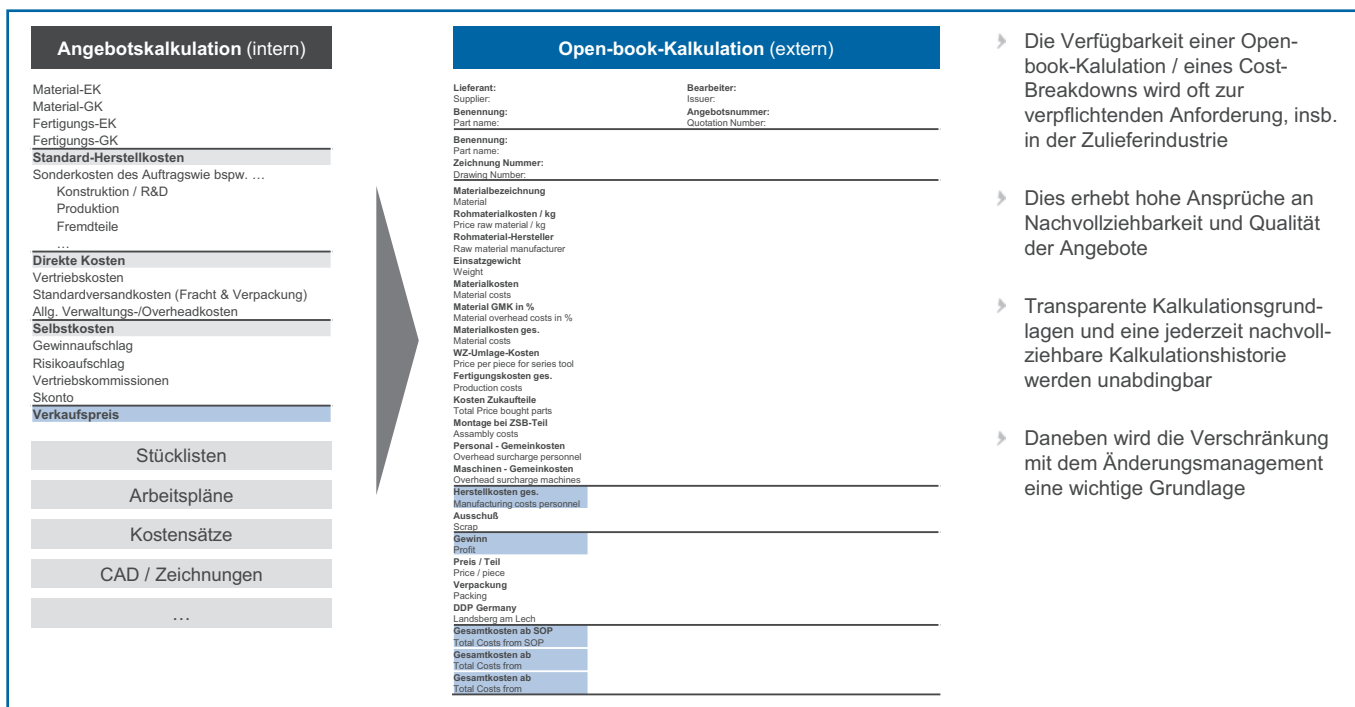 Angebotskalkulation (intern)
Material-EK
Material-GK
Fertigungs-EK
Fertigungs-GK
Standard-Herstellkosten
Sonderkosten des Auftragswie bspw. …
Konstruktion / R&D
Produktion
Fremdteile
…
Direkte Kosten
Vertriebskosten
Standardversandkosten (Fracht & Verpackung)
Allg. Verwaltungs-/Overheadkosten
Selbstkosten
Gewinnaufschlag
Risikoaufschlag
Vertriebskommissionen
Skonto
Verkaufspreis
Stücklisten
Arbeitspläne
Kostensätze
CAD / Zeichnungen
…
Open-book-Kalkulation (extern)
Lieferant: Bearbeiter:
Supplier: Issuer:
Benennung: Angebotsnummer:
Part name: Quotation Number:
Benennung:
Part name:
Zeichnung Nummer:
Drawing Number:
Materialbezeichnung
Material
Rohmaterialkosten / kg
Price raw material / kg
Rohmaterial-Hersteller
Raw material manufacturer
Einsatzgewicht
Weight
Materialkosten
Material costs
Material GMK in %
Material overhead costs in %
Materialkosten ges.
Material costs
WZ-Umlage-Kosten
Price per piece for series tool
Fertigungskosten ges.
Production costs
Kosten Zukaufteile
Total Price bought parts
Montage bei ZSB-Teil
Assambly costs
Personal - Gemeinkosten
Overhead surcharge personnel
Maschinen - Gemeinkosten
Overhead surcharge machines
Herstellkosten ges.
Manufacturing costs personnel
Ausschuß
Scrap
Gewinn
Profit
Preis / Teil
Price / piece
Verpackung
Packing
DDP Germany
Landsberg am Lech
Gesamtkosten ab SOP
Total Costs from SOP
Gesamtkosten ab
Total Costs from
Gesamtkosten ab
Total Costs from
Die Verfügbarkeit einer Open-
book-Kalulation / eines Cost-
Breakdowns wird oft zur
verpflichtenden Anforderung, insb.
in der Zulieferindustrie
Dies erhebt hohe Ansprüche an
Nachvollziehbarkeit und Qualität
der Angebote
Transparente Kalkulationsgrund-
lagen und eine jederzeit nachvoll-
ziehbare Kalkulationshistorie
werden unabdingbar
Daneben wird die Verschränkung
mit dem Änderungsmanagement
eine wichtige Grundlage